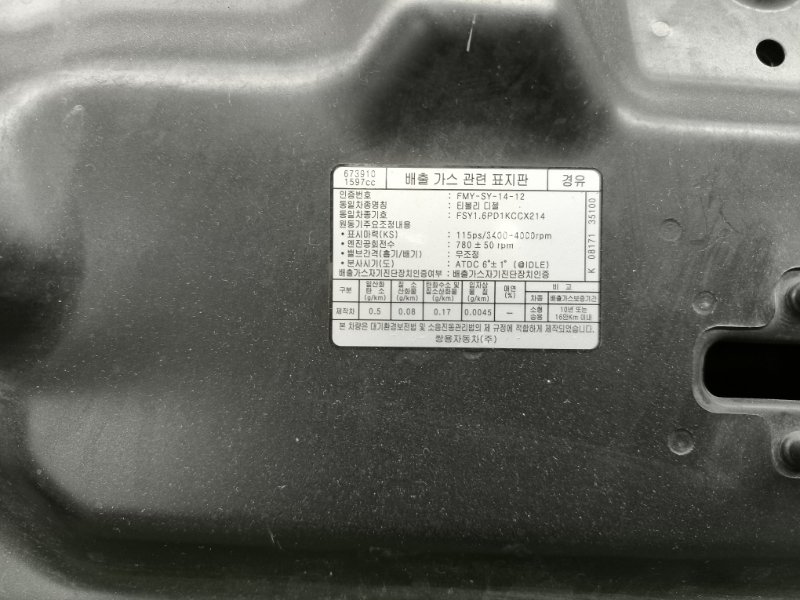 673910
1597cc
배출 가스 관련 표지판
경유
인증번호 : FMY-SY-14-12
동일차종명칭 : 티볼리 디젤
동일차종기호 : FSY1.6PD1KCCX214
원동기주요조정내용
• 표시마력(KS) : 115ps/3400-4000rpm
• 엔진공회전수 : 780 ± 50 rpm
• 밸브간격(흡기/배기) : 무조정
• 분사시기(도) : ATDC 6°± 1° (@IDLE)
배출가스자기진단장치인증여부 : 배출가스자기진단장치인증
K 08171 35100
구분 일산화탄소 (g/km) 질소산화물 (g/km) 탄화수소 및 질소산화물 (g/km) 입자상물질 (g/km) 매연 (%) 비고
차종 배출가스보증기간
제작차 0.5 0.08 0.17 0.0045 – 소형승용 10년 또는 16만Km 이내
본 차량은 대기환경보전법 및 소음진동관리법의 제 규정에 적합하게 제작되었습니다.
쌍용자동차(주)